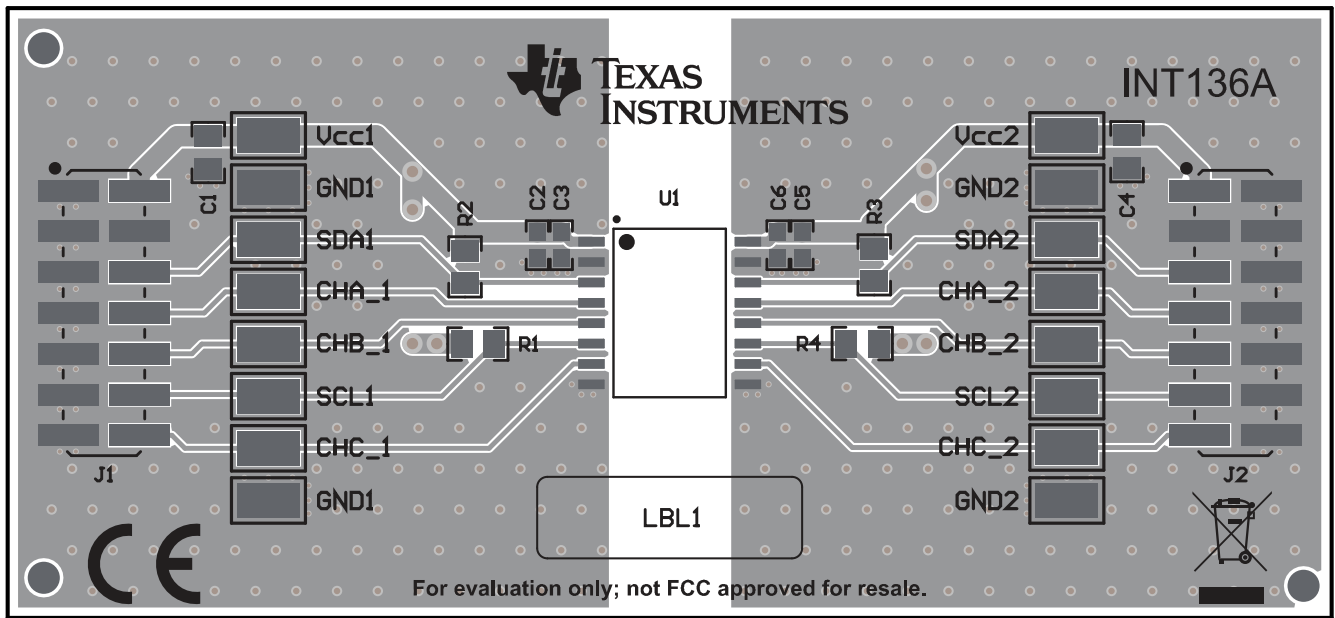 TEXAS
INSTRUMENTS
INT136A
Vcc1
Vcc2
C1
GND1
R2
C2
C3
U1
C6
C5
R3
GND2
C4
SDA1
SDA2
CHA_1
CHA_2
CHB_1
R1
R4
CHB_2
SCL1
SCL2
CHC_1
CHC_2
J1
J2
GND1
GND2
LBL1
CE
For evaluation only; not FCC approved for resale.